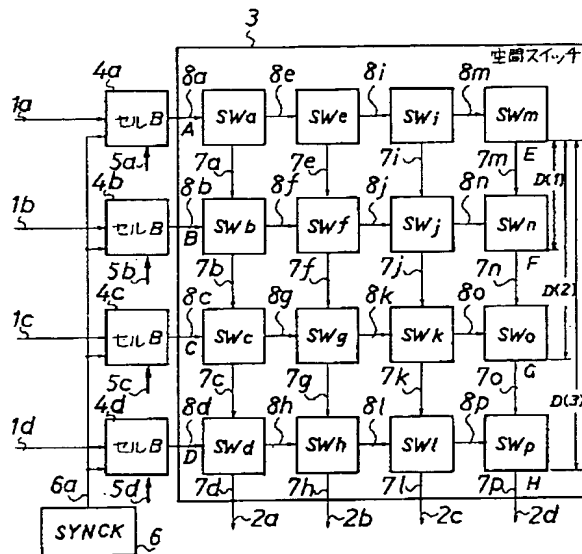 3
空間スイッチ
4a 8a 8e 8i 8m
1a セルB A SWa SWe SWi SWm
5a 7a 7e 7i 7m E
4b 8b 8f 8j 8n D(1)
1b セルB B SWb SWf SWj SWn
5b 7b 7f 7j 7n F
4c 8c 8g 8k 8o D(2)
1c セルB C SWc SWg SWk SWo
5c 7c 7g 7k 7o G
4d 8d 8h 8l 8p D(3)
1d セルB D SWd SWh SWl SWp
6a 5d 7d 7h 7l 7p H
2a 2b 2c 2d
SYNCK 6